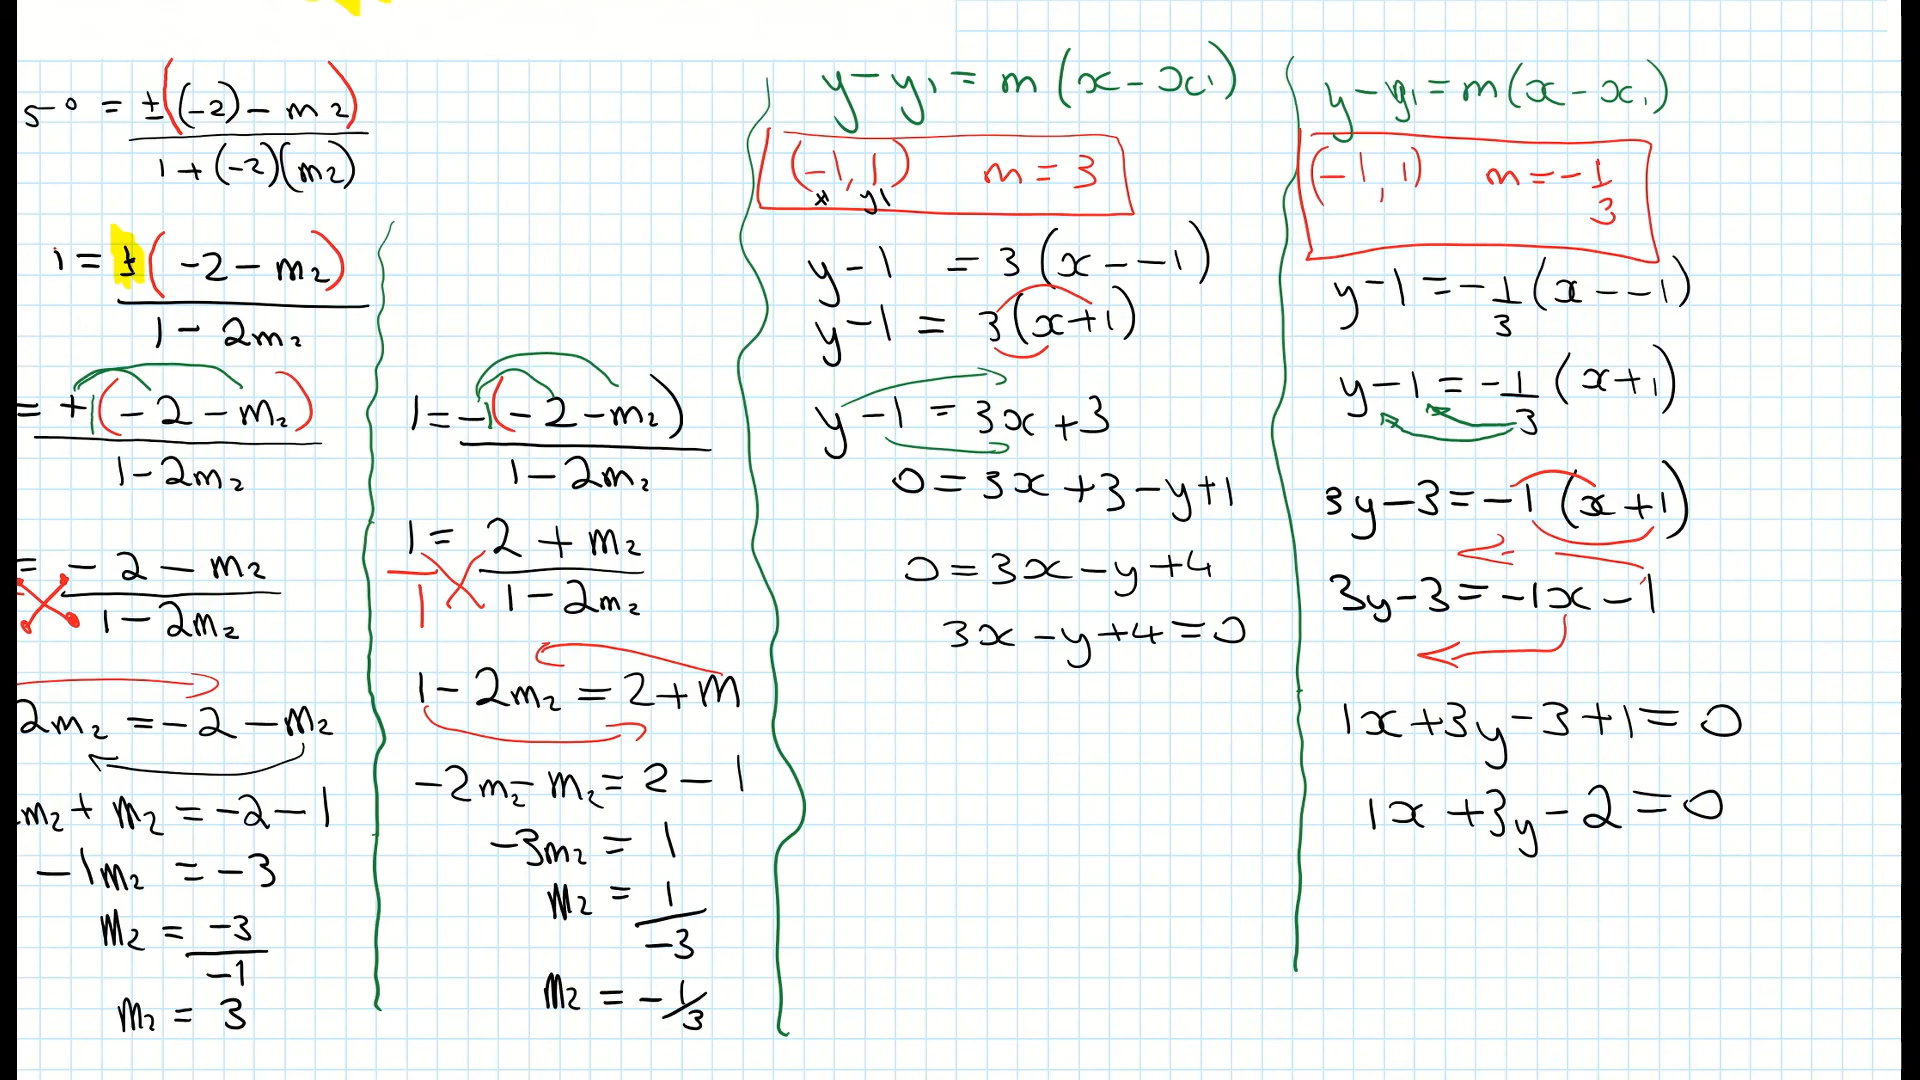 5° = ±((-2) - m2)
1 + (-2)(m2)
1 = ±(-2 - m2)
1 - 2m2
= +1(-2 - m2)
1 - 2m2
= -2 - m2
1 - 2m2
2m2 = -2 - m2
m2 + m2 = -2 - 1
-1m2 = -3
m2 = -3
-1
m2 = 3
1 = -1(-2 - m2)
1 - 2m2
1 = 2 + m2
1 1 - 2m2
1 - 2m2 = 2 + m
-2m2 - m2 = 2 - 1
-3m2 = 1
m2 = 1
-3
m2 = -1/3
y - y1 = m(x - x1)
(-1, 1) m = 3
x1 y1
y - 1 = 3(x - -1)
y - 1 = 3(x + 1)
y - 1 = 3x + 3
0 = 3x + 3 - y + 1
0 = 3x - y + 4
3x - y + 4 = 0
y - y1 = m(x - x1)
(-1, 1) m = -1
3
y - 1 = -1(x - -1)
3
y - 1 = -1(x + 1)
3
3y - 3 = -1(x + 1)
3y - 3 = -1x - 1
1x + 3y - 3 + 1 = 0
1x + 3y - 2 = 0